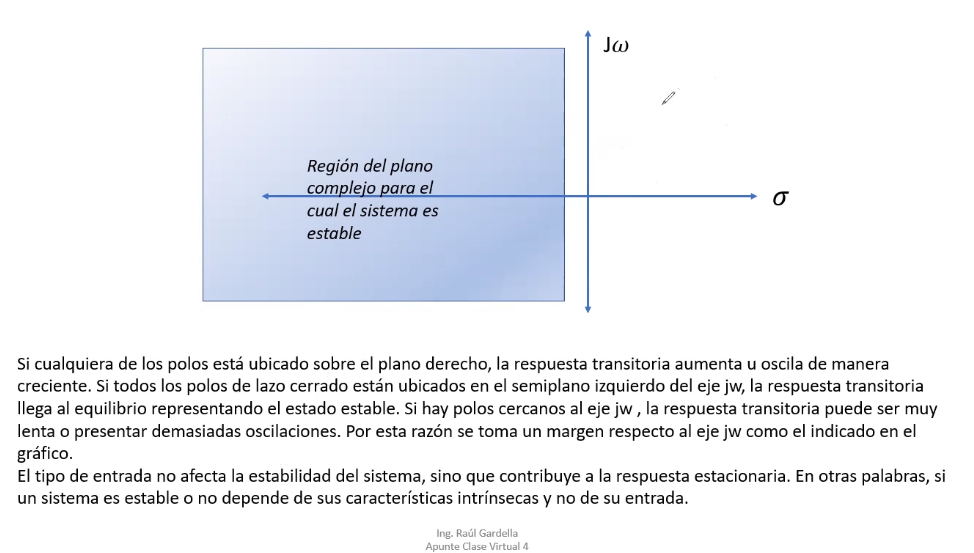 Jω
Región del plano
complejo para el
cual el sistema es
estable
σ
Si cualquiera de los polos está ubicado sobre el plano derecho, la respuesta transitoria aumenta u oscila de manera
creciente. Si todos los polos de lazo cerrado están ubicados en el semiplano izquierdo del eje jw, la respuesta transitoria
llega al equilibrio representando el estado estable. Si hay polos cercanos al eje jw , la respuesta transitoria puede ser muy
lenta o presentar demasiadas oscilaciones. Por esta razón se toma un margen respecto al eje jw como el indicado en el
gráfico.
El tipo de entrada no afecta la estabilidad del sistema, sino que contribuye a la respuesta estacionaria. En otras palabras, si
un sistema es estable o no depende de sus características intrínsecas y no de su entrada.
Ing. Raúl Gardella
Apunte Clase Virtual 4